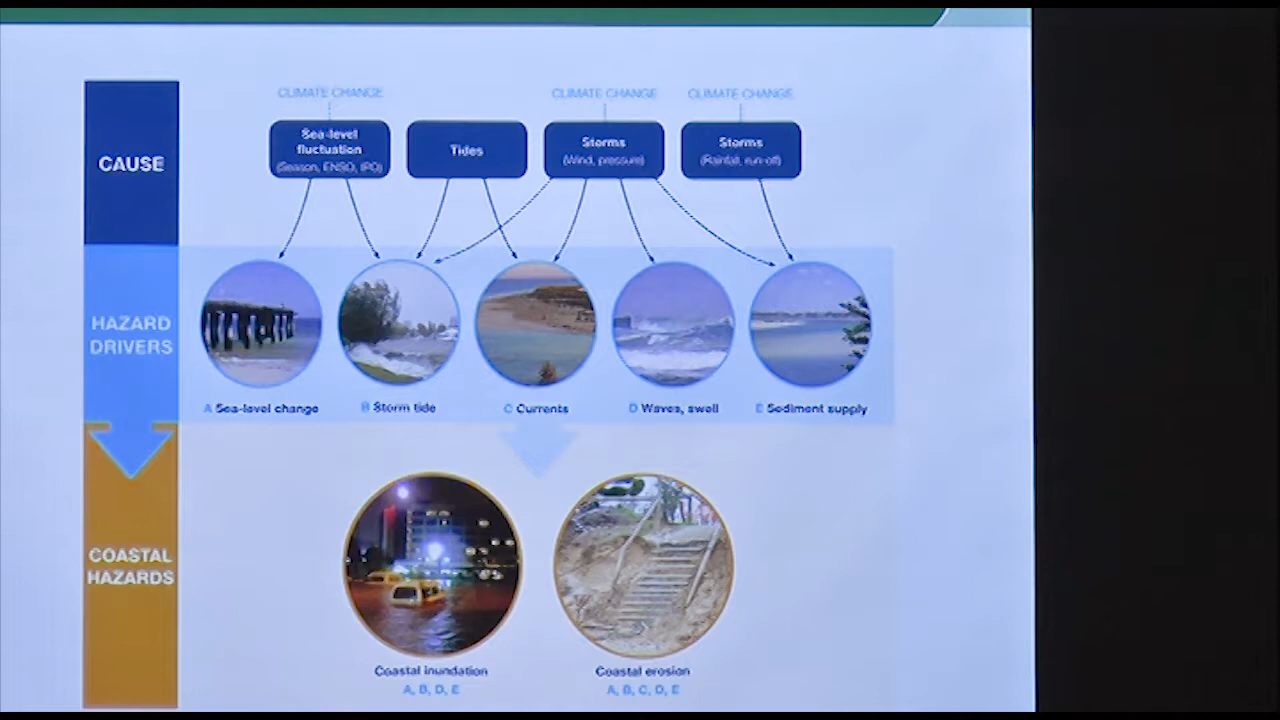 CLIMATE CHANGE
CLIMATE CHANGE
CLIMATE CHANGE
CAUSE
Sea-level
fluctuation
(Season, ENSO, IPO)
Tides
Storms
(Wind, pressure)
Storms
(Rainfall, run-off)
HAZARD
DRIVERS
A Sea-level change
B Storm tide
C Currents
D Waves, swell
E Sediment supply
COASTAL
HAZARDS
Coastal inundation
A, B, D, E
Coastal erosion
A, B, C, D, E